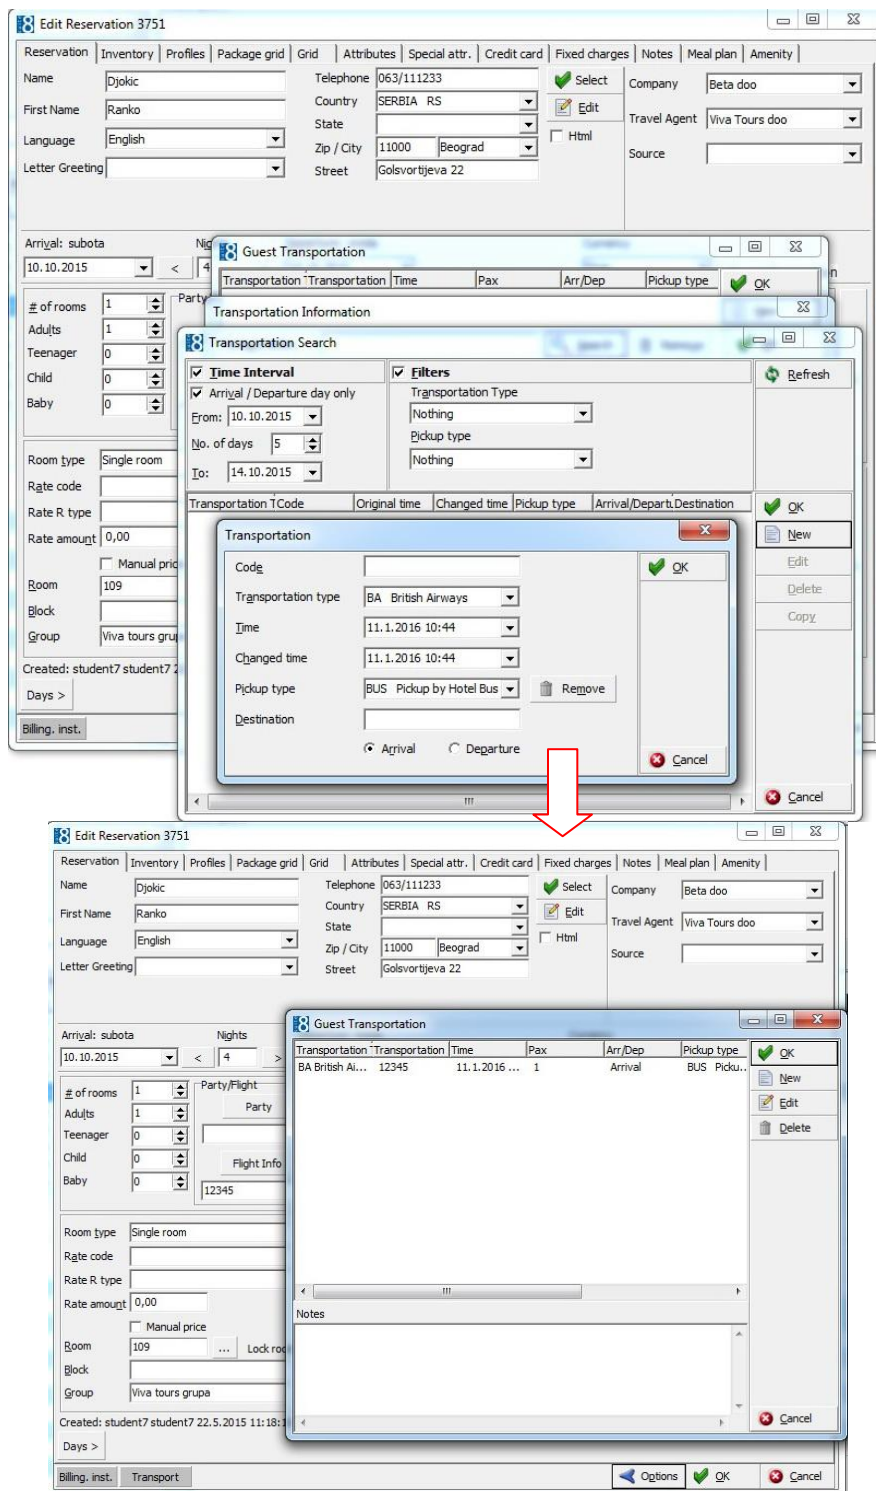 Edit Reservation 3751
Reservation Inventory Profiles Package grid Grid Attributes Special attr. Credit card Fixed charges Notes Meal plan Amenity
Name Djokic Telephone 063/111233 Select Company Beta doo
First Name Ranko Country SERBIA RS Edit Travel Agent Viva Tours doo
State Html
Language English Zip / City 11000 Beograd Source
Letter Greeting Street Golsvortijeva 22
Arrival: subota
10.10.2015 < 4
Guest Transportation
Transportation Transportation Time Pax Arr/Dep Pickup type OK
# of rooms 1 Party
Transportation Information
Adults 1
Teenager 0
Child 0
Baby 0
Transportation Search
Time Interval Filters Refresh
Arrival / Departure day only Transportation Type
From: 10.10.2015 Nothing
No. of days 5 Pickup type
To: 14.10.2015 Nothing
Room type Single room
Rate code
Rate R type
Rate amount 0,00
Manual pric
Room 109
Block
Group Viva tours gru
Created: student7 student7 2
Days >
Billing. inst.
Transportation T Code Original time Changed time Pickup type Arrival/Departu Destination OK
New
Edit
Delete
Copy
Cancel
Transportation
Code OK
Transportation type BA British Airways
Time 11.1.2016 10:44
Changed time 11.1.2016 10:44
Pickup type BUS Pickup by Hotel Bus Remove
Destination
Arrival Departure Cancel
Edit Reservation 3751
Reservation Inventory Profiles Package grid Grid Attributes Special attr. Credit card Fixed charges Notes Meal plan Amenity
Name Djokic Telephone 063/111233 Select Company Beta doo
First Name Ranko Country SERBIA RS Edit Travel Agent Viva Tours doo
State Html
Language English Zip / City 11000 Beograd Source
Letter Greeting Street Golsvortijeva 22
Arrival: subota Nights
10.10.2015 < 4 >
# of rooms 1 Party/Flight
Adults 1 Party
Teenager 0
Child 0 Flight Info
Baby 0 12345
Room type Single room
Rate code
Rate R type
Rate amount 0,00
Manual price
Room 109 ... Lock roo
Block
Group Viva tours grupa
Created: student7 student7 22.5.2015 11:18:1
Days >
Guest Transportation
Transportation Transportation Time Pax Arr/Dep Pickup type OK
BA British Ai... 12345 11.1.2016 ... 1 Arrival BUS Picku...
New
Edit
Delete
Notes
Cancel
Billing. inst. Transport Options OK Cancel